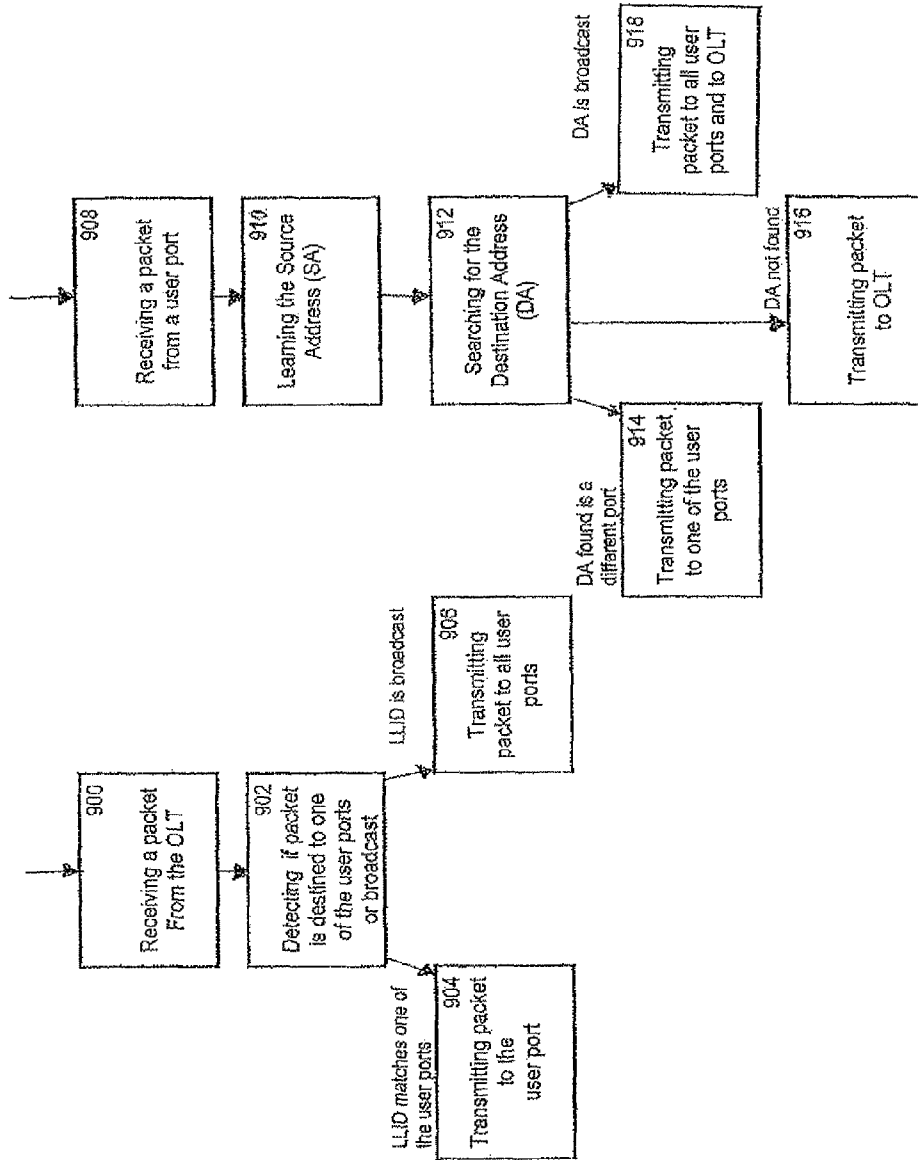 900
Receiving a packet
From the OLT
902
Detecting if packet
is destined to one
of the user ports
or broadcast
LLID matches one of
the user ports
904
Transmitting packet
to the
user port
LLID is broadcast
906
Transmitting
packet to all user
ports
908
Receiving a packet
from a user port
910
Learning the Source
Address (SA)
912
Searching for the
Destination Address
(DA)
DA found is a
different port
914
Transmitting packet
to one of the user
ports
DA not found
916
Transmitting packet
to OLT
DA is broadcast
918
Transmitting
packet to all user
ports and to OLT